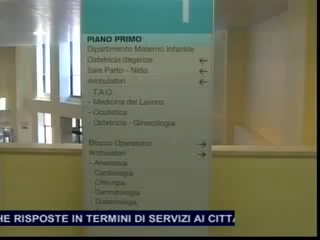 1
PIANO PRIMO
Dipartimento Materno Infantile
Ostetricia degenze ←
Sale Parto - Nido ←
Ambulatori ←
- T.A.O.
- Medicina del Lavoro
- Oculistica
- Ostetricia - Ginecologia
Blocco Operatorio →
Ambulatori →
- Anestesia
- Cardiologia
- Chirurgia
- Dermatologia
HE RISPOSTE IN TERMINI DI SERVIZI AI CITTA